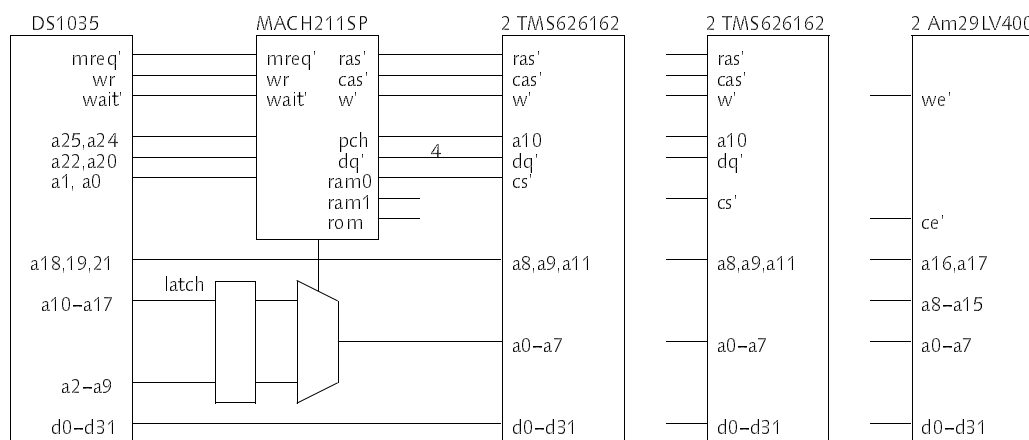 DS1035 MACH211SP 2 TMS626162 2 TMS626162 2 Am29LV400
mreq' mreq' ras' ras' ras'
wr wr cas' cas' cas'
wait' wait' w' w' w' we'
a25,a24 pch a10 a10
a22,a20 dq' 4 dq' dq'
a1, a0 ram0 cs'
ram1 cs'
rom ce'
a18,19,21 a8,a9,a11 a8,a9,a11 a16,a17
latch
a10-a17 a8-a15
a0-a7 a0-a7 a0-a7
a2-a9
d0-d31 d0-d31 d0-d31 d0-d31